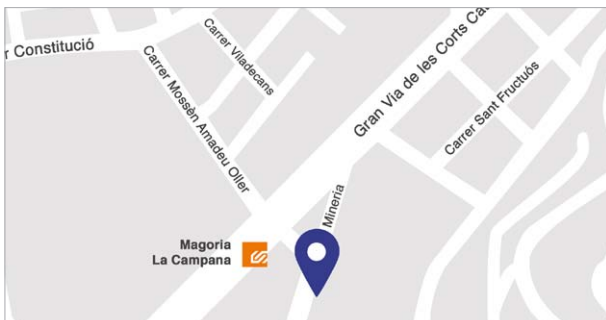 r Constitució
Carrer Viladecans
Carrer Mossèn Amadeu Oller
Gran Via de les Corts Ca
Carrer Sant Fructuós
Minería
Magoria
La Campana